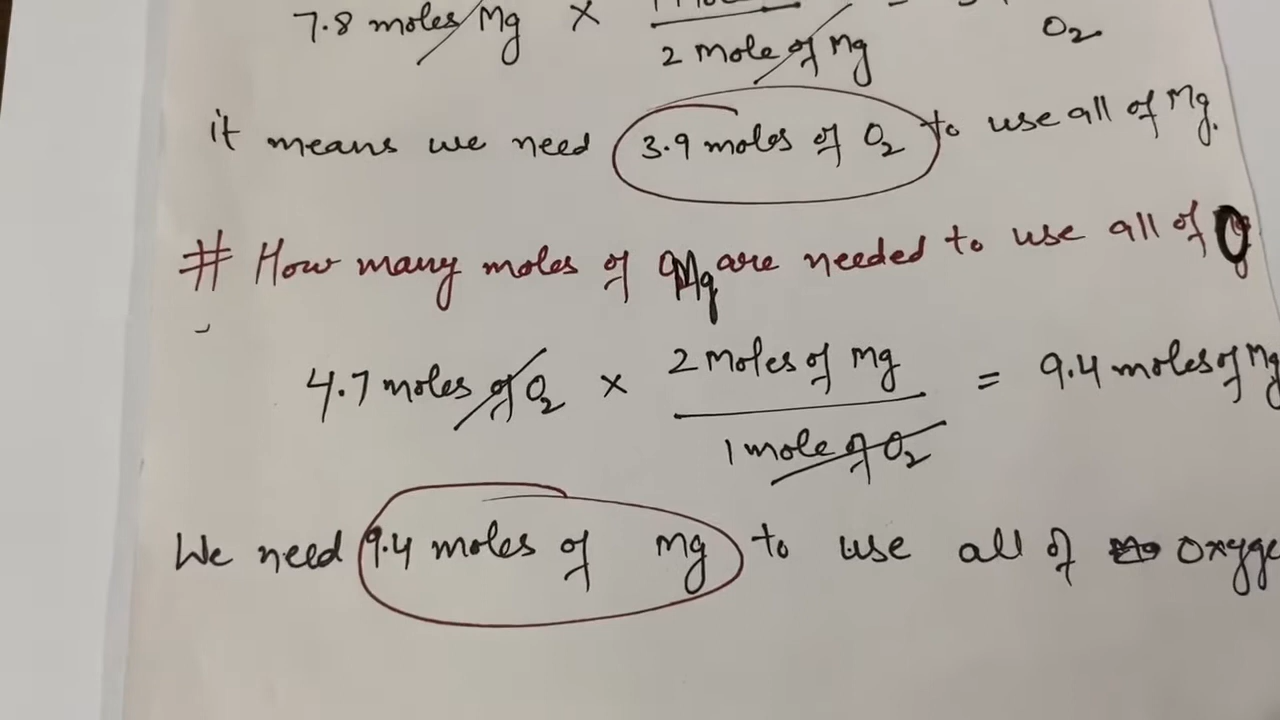 7.8 moles Mg ×
2 Mole of Mg
O2
it means we need 3.9 moles of O2 to use all of Mg.
# How many moles of Mg are needed to use all of O
4.7 moles of O2 × 2 Moles of Mg = 9.4 moles of Mg
1 mole of O2
We need 9.4 moles of Mg to use all of oxyge